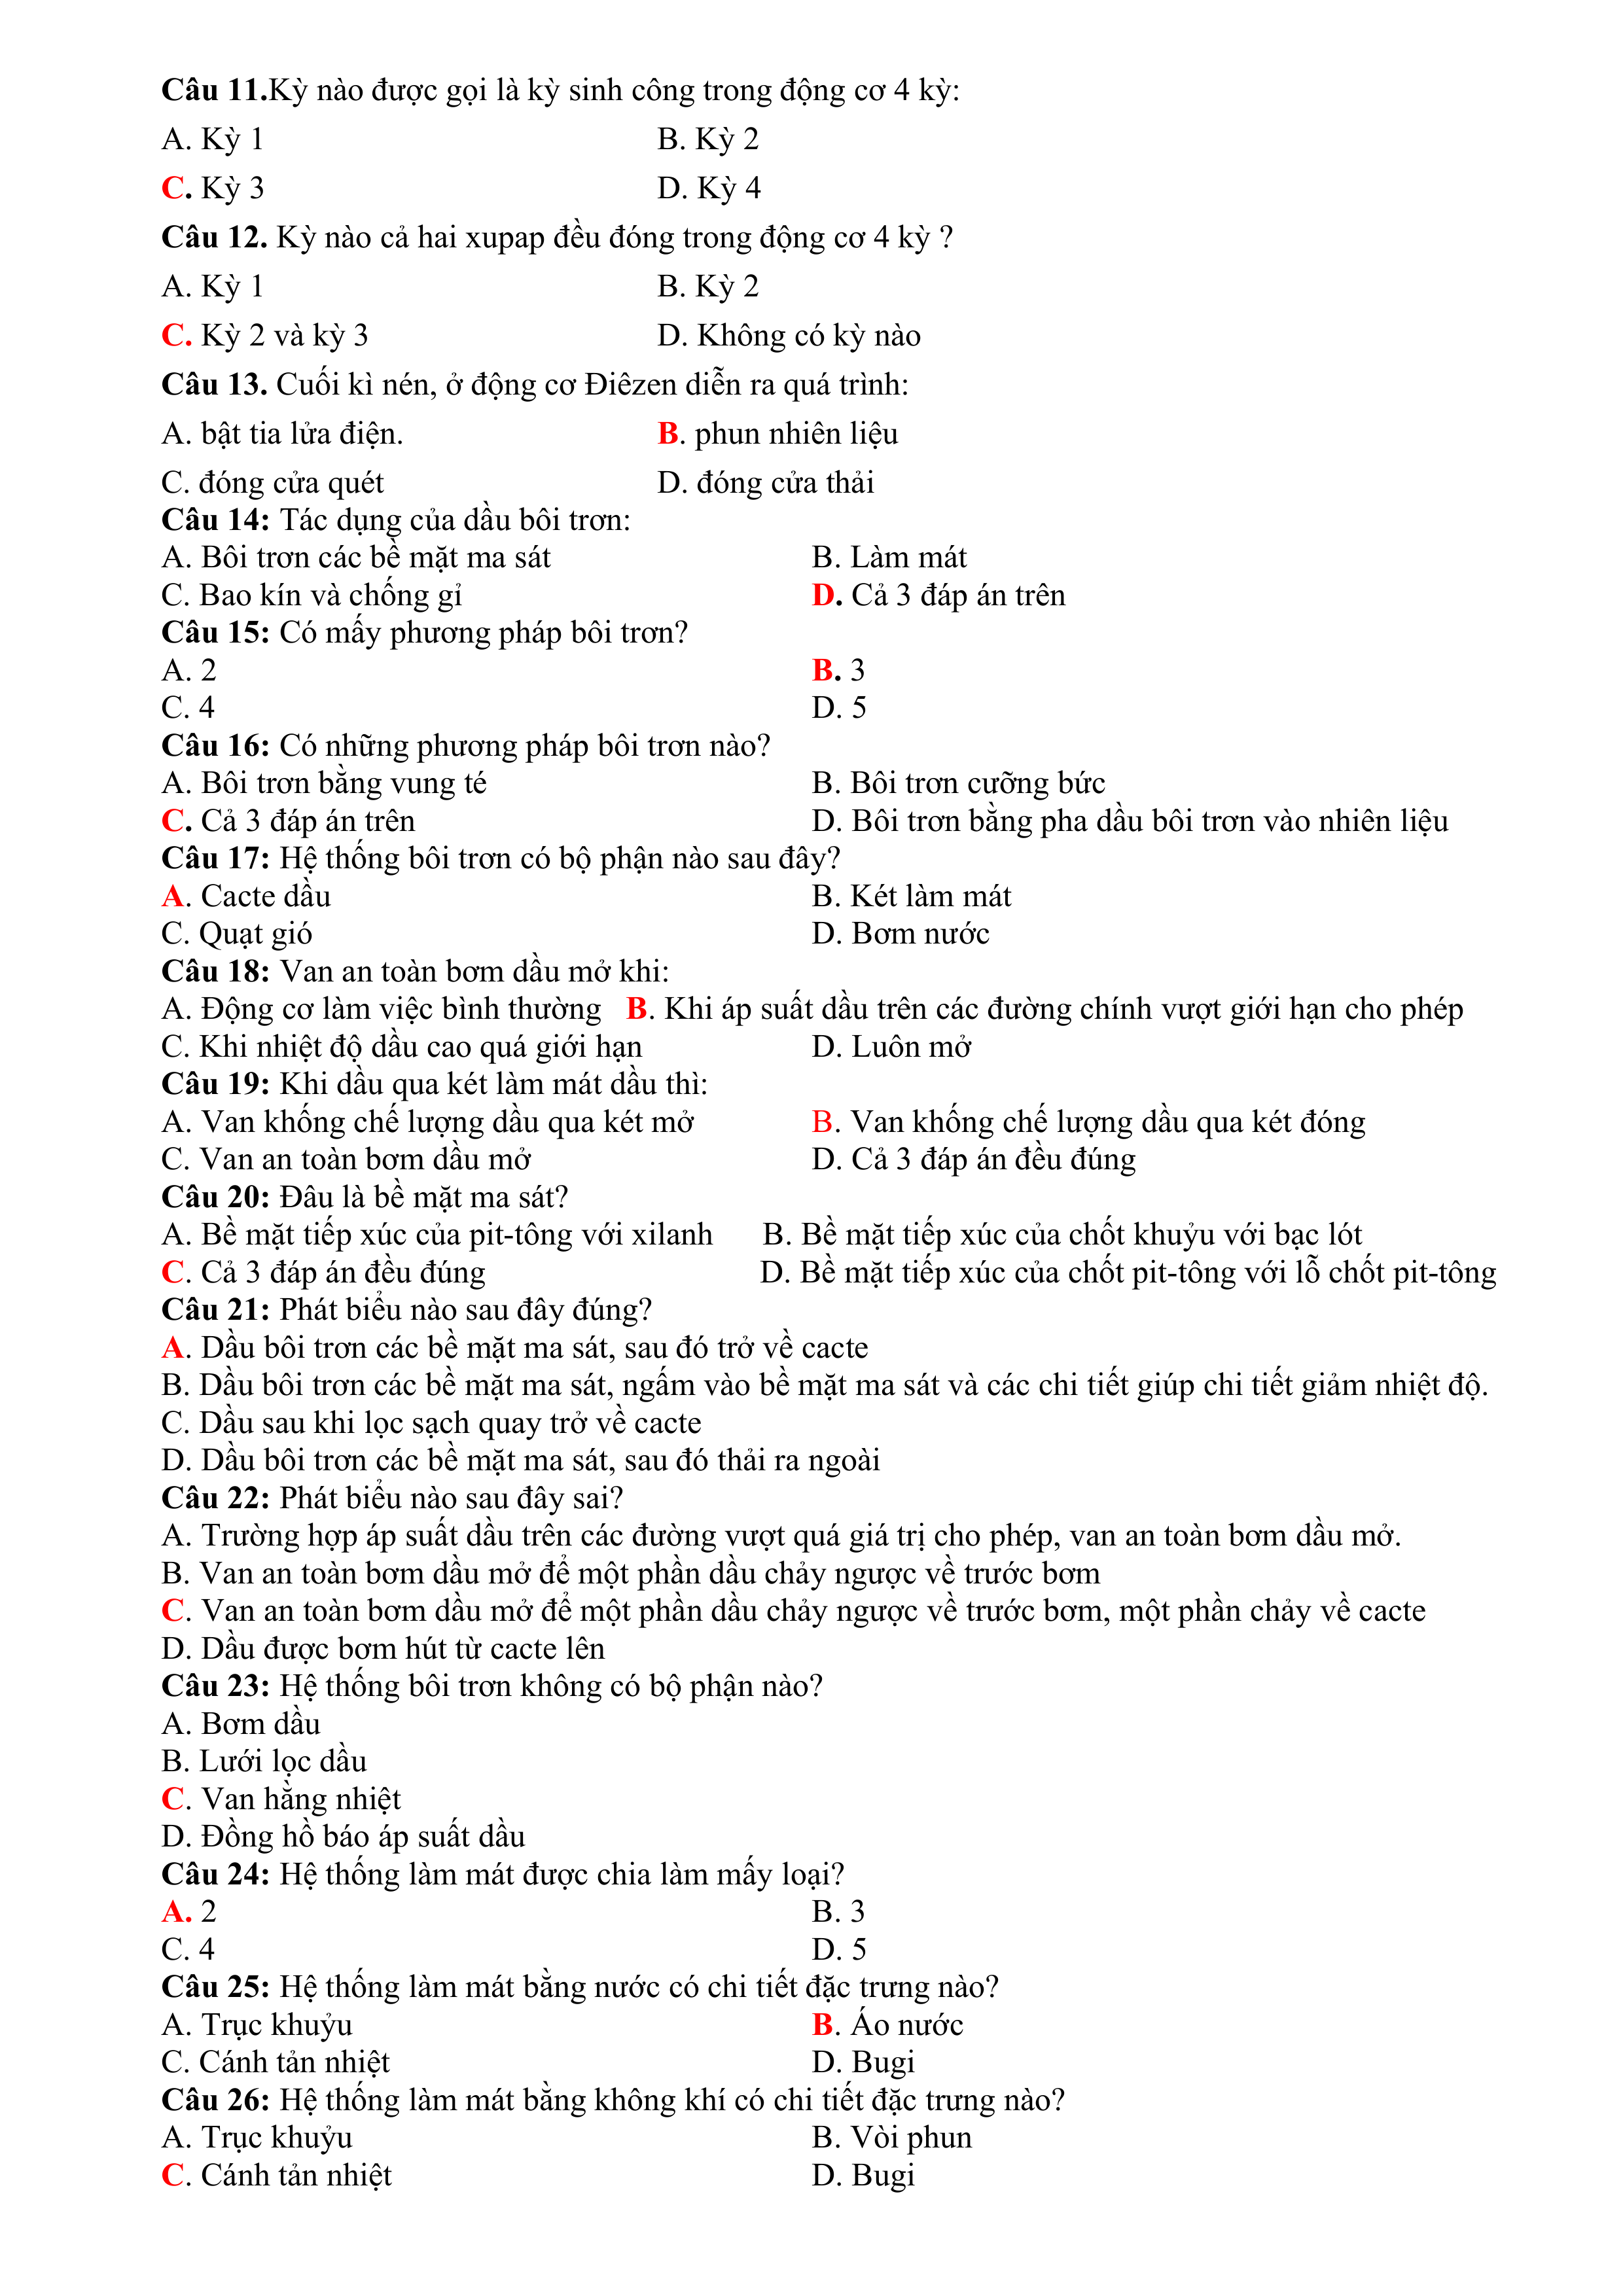 Câu 11.Kỳ nào được gọi là kỳ sinh công trong động cơ 4 kỳ:
A. Kỳ 1 B. Kỳ 2
C. Kỳ 3 D. Kỳ 4
Câu 12. Kỳ nào cả hai xupap đều đóng trong động cơ 4 kỳ ?
A. Kỳ 1 B. Kỳ 2
C. Kỳ 2 và kỳ 3 D. Không có kỳ nào
Câu 13. Cuối kì nén, ở động cơ Điêzen diễn ra quá trình:
A. bật tia lửa điện. B. phun nhiên liệu
C. đóng cửa quét D. đóng cửa thải
Câu 14: Tác dụng của dầu bôi trơn:
A. Bôi trơn các bề mặt ma sát B. Làm mát
C. Bao kín và chống gỉ D. Cả 3 đáp án trên
Câu 15: Có mấy phương pháp bôi trơn?
A. 2 B. 3
C. 4 D. 5
Câu 16: Có những phương pháp bôi trơn nào?
A. Bôi trơn bằng vung té B. Bôi trơn cưỡng bức
C. Cả 3 đáp án trên D. Bôi trơn bằng pha dầu bôi trơn vào nhiên liệu
Câu 17: Hệ thống bôi trơn có bộ phận nào sau đây?
A. Cacte dầu B. Két làm mát
C. Quạt gió D. Bơm nước
Câu 18: Van an toàn bơm dầu mở khi:
A. Động cơ làm việc bình thường B. Khi áp suất dầu trên các đường chính vượt giới hạn cho phép
C. Khi nhiệt độ dầu cao quá giới hạn D. Luôn mở
Câu 19: Khi dầu qua két làm mát dầu thì:
A. Van khống chế lượng dầu qua két mở B. Van khống chế lượng dầu qua két đóng
C. Van an toàn bơm dầu mở D. Cả 3 đáp án đều đúng
Câu 20: Đâu là bề mặt ma sát?
A. Bề mặt tiếp xúc của pit-tông với xilanh B. Bề mặt tiếp xúc của chốt khuỷu với bạc lót
C. Cả 3 đáp án đều đúng D. Bề mặt tiếp xúc của chốt pit-tông với lỗ chốt pit-tông
Câu 21: Phát biểu nào sau đây đúng?
A. Dầu bôi trơn các bề mặt ma sát, sau đó trở về cacte
B. Dầu bôi trơn các bề mặt ma sát, ngấm vào bề mặt ma sát và các chi tiết giúp chi tiết giảm nhiệt độ.
C. Dầu sau khi lọc sạch quay trở về cacte
D. Dầu bôi trơn các bề mặt ma sát, sau đó thải ra ngoài
Câu 22: Phát biểu nào sau đây sai?
A. Trường hợp áp suất dầu trên các đường vượt quá giá trị cho phép, van an toàn bơm dầu mở.
B. Van an toàn bơm dầu mở để một phần dầu chảy ngược về trước bơm
C. Van an toàn bơm dầu mở để một phần dầu chảy ngược về trước bơm, một phần chảy về cacte
D. Dầu được bơm hút từ cacte lên
Câu 23: Hệ thống bôi trơn không có bộ phận nào?
A. Bơm dầu
B. Lưới lọc dầu
C. Van hằng nhiệt
D. Đồng hồ báo áp suất dầu
Câu 24: Hệ thống làm mát được chia làm mấy loại?
A. 2 B. 3
C. 4 D. 5
Câu 25: Hệ thống làm mát bằng nước có chi tiết đặc trưng nào?
A. Trục khuỷu B. Áo nước
C. Cánh tản nhiệt D. Bugi
Câu 26: Hệ thống làm mát bằng không khí có chi tiết đặc trưng nào?
A. Trục khuỷu B. Vòi phun
C. Cánh tản nhiệt D. Bugi